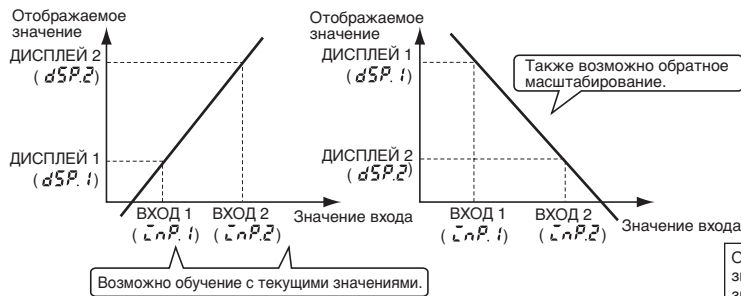 Отображаемое
значение
ДИСПЛЕЙ 2
(dSP.2)
ДИСПЛЕЙ 1
(dSP.1)
ВХОД 1
(inP.1)
ВХОД 2
(inP.2)
Значение входа
Возможно обучение с текущими значениями.
Отображаемое
значение
ДИСПЛЕЙ 1
(dSP.1)
ДИСПЛЕЙ 2
(dSP.2)
ВХОД 1
(inP.1)
ВХОД 2
(inP.2)
Значение входа
Также возможно обратное
масштабирование.